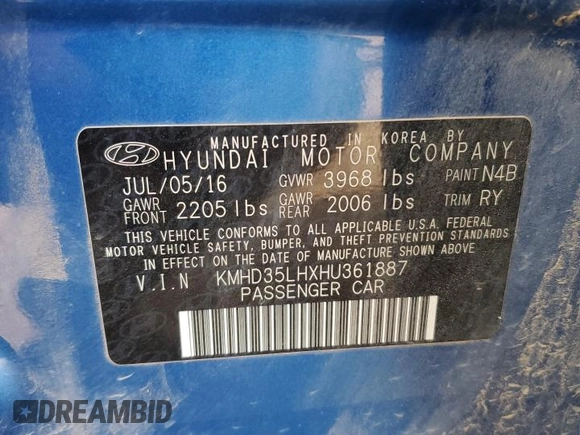 MANUFACTURED IN KOREA BY
HYUNDAI MOTOR COMPANY
JUL/05/16 GVWR 3968 lbs PAINT N4B
GAWR FRONT 2205 lbs GAWR REAR 2006 lbs TRIM RY
THIS VEHICLE CONFORMS TO ALL APPLICABLE U.S.A. FEDERAL
MOTOR VEHICLE SAFETY, BUMPER, AND THEFT PREVENTION
STANDARDS IN EFFECT ON THE DATE OF MANUFACTURE SHOWN ABOVE.
V.I.N KMHD35LHXHU361887
PASSENGER CAR
DREAMBID